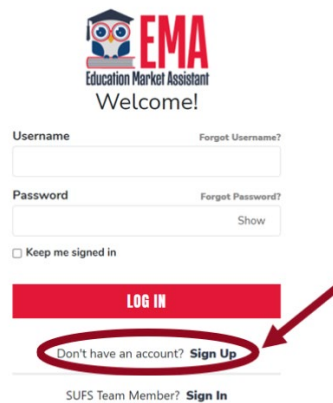 EMA
Education Market Assistant
Welcome!
Username Forgot Username?
Password Forgot Password?
Show
Keep me signed in
LOG IN
Don't have an account? Sign Up
SUFS Team Member? Sign In